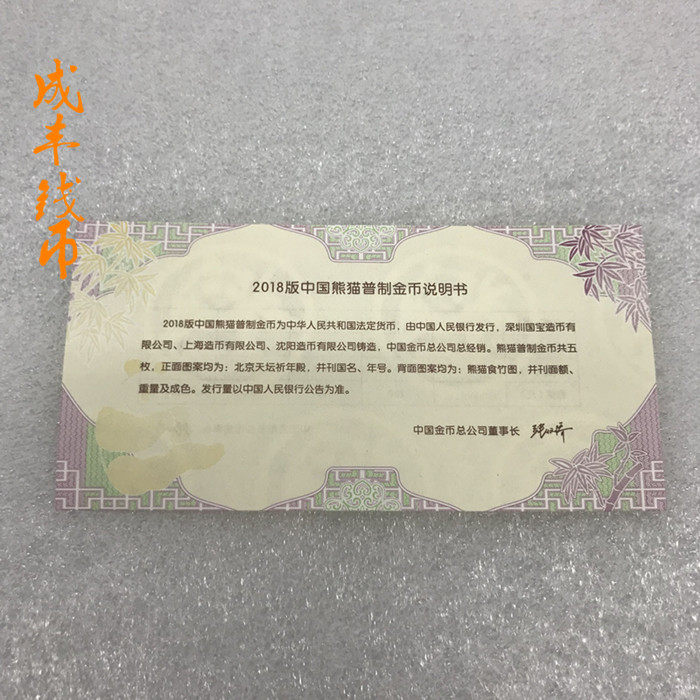 成丰钱币
2018版中国熊猫普制金币说明书
2018版中国熊猫普制金币为中华人民共和国法定货币，由中国人民银行发行，深圳国宝造币有
限公司、上海造币有限公司、沈阳造币有限公司铸造，中国金币总公司总经销。熊猫普制金币共五
枚，正面图案均为：北京天坛祈年殿，并刊国名、年号。背面图案均为：熊猫食竹图，并刊面额、
重量及成色。发行量以中国人民银行公告为准。
中国金币总公司董事长